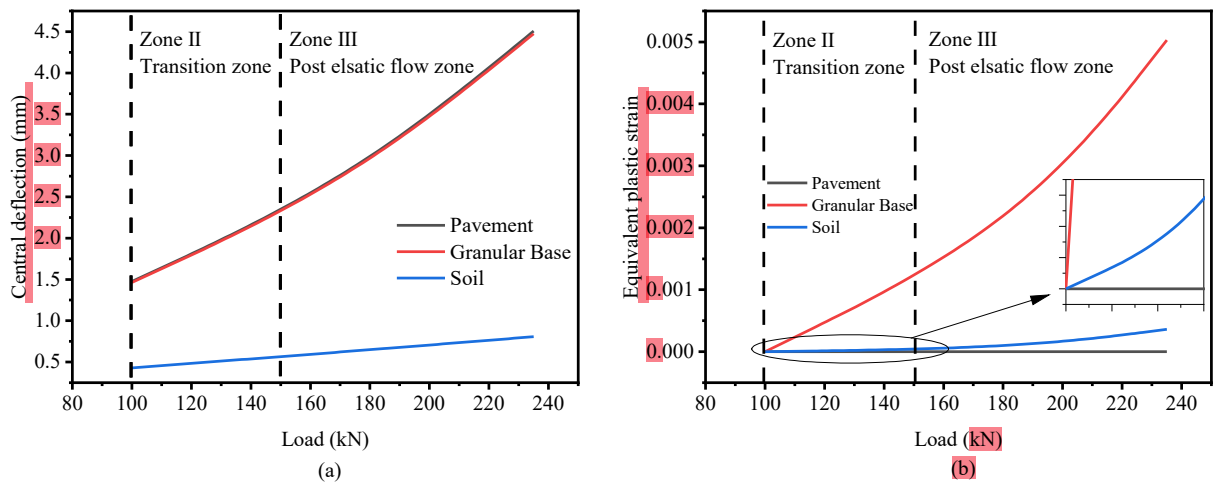 4.5
4.0
3.5
3.0
2.5
2.0
1.5
1.0
0.5
Central deflection (mm)
Zone II
Transition zone
Zone III
Post elsatic flow zone
Pavement
Granular Base
Soil
80 100 120 140 160 180 200 220 240
Load (kN)
(a)
0.005
0.004
0.003
0.002
0.001
0.000
Equivalent plastic strain
Zone II
Transition zone
Zone III
Post elsatic flow zone
Pavement
Granular Base
Soil
80 100 120 140 160 180 200 220 240
Load (kN)
(b)